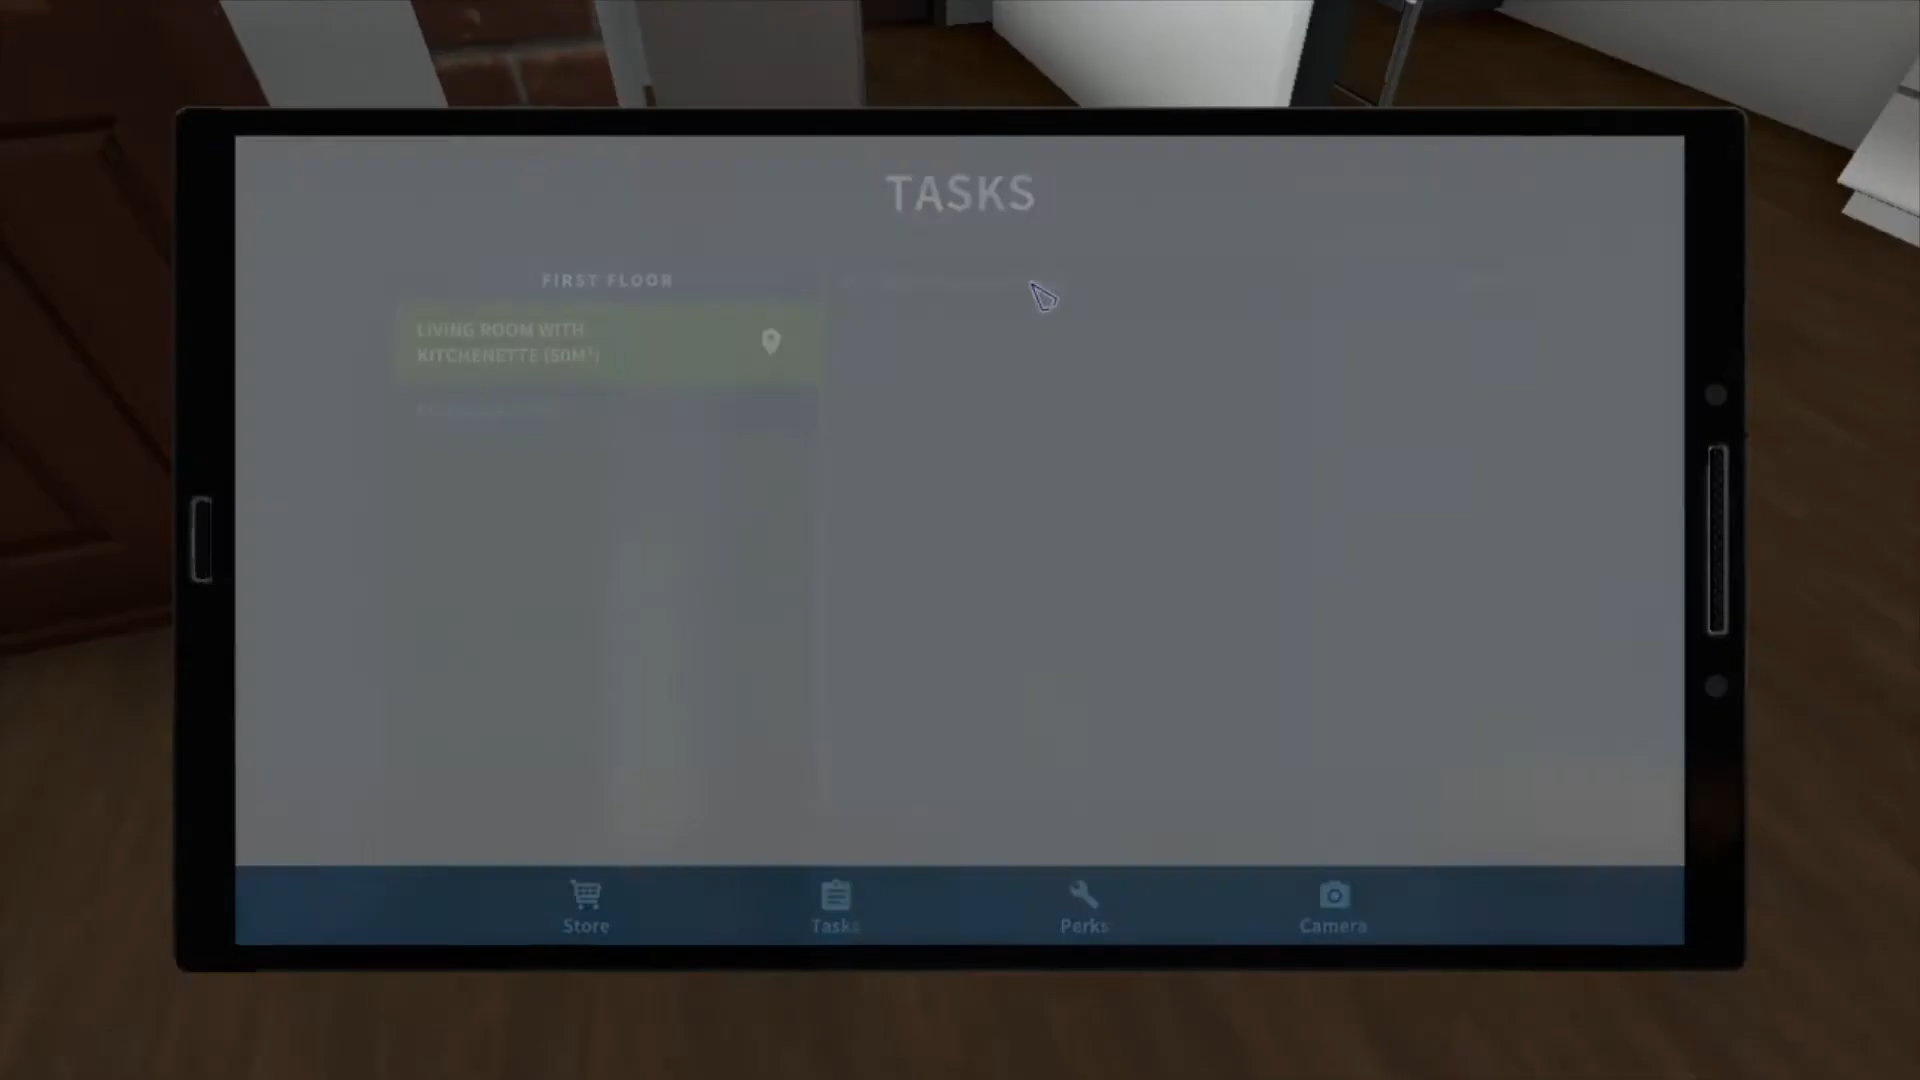 TASKS
FIRST FLOOR
LIVING ROOM WITH
KITCHENETTE (50M²)
Store
Tasks
Perks
Camera